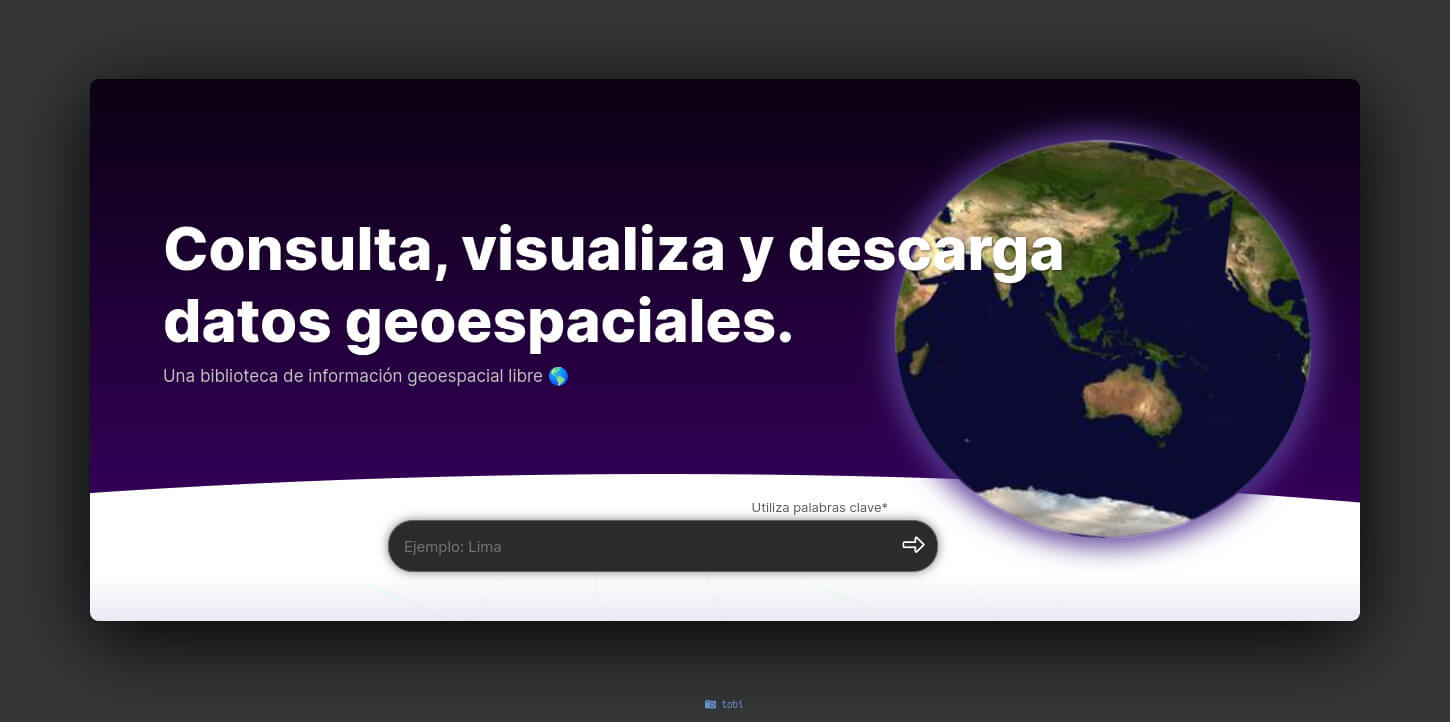 Consulta, visualiza y descarga
datos geoespaciales.
Una biblioteca de información geoespacial libre 🌎
Utiliza palabras clave*
Ejemplo: Lima
tobi